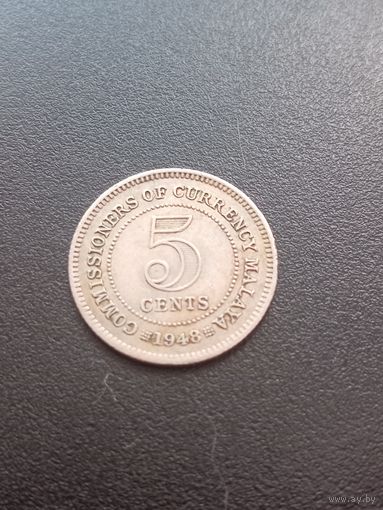 COMMISSIONERS OF CURRENCY MALAYA
5
CENTS
1948
www.ay.by